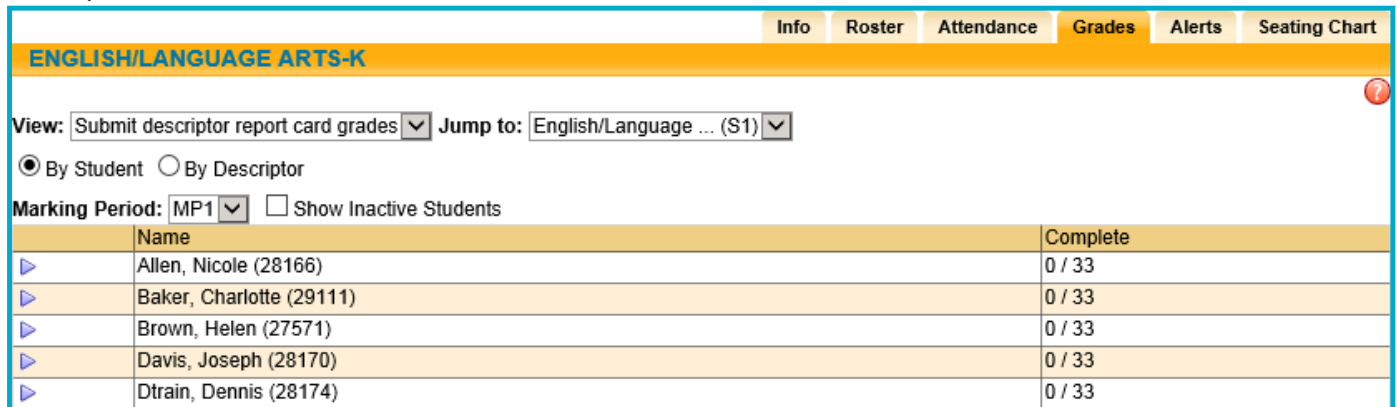 Info Roster Attendance Grades Alerts Seating Chart
ENGLISH/LANGUAGE ARTS-K
?
View: Submit descriptor report card grades Jump to: English/Language ... (S1)
By Student By Descriptor
Marking Period: MP1 Show Inactive Students
Name Complete
Allen, Nicole (28166) 0 / 33
Baker, Charlotte (29111) 0 / 33
Brown, Helen (27571) 0 / 33
Davis, Joseph (28170) 0 / 33
Dtrain, Dennis (28174) 0 / 33